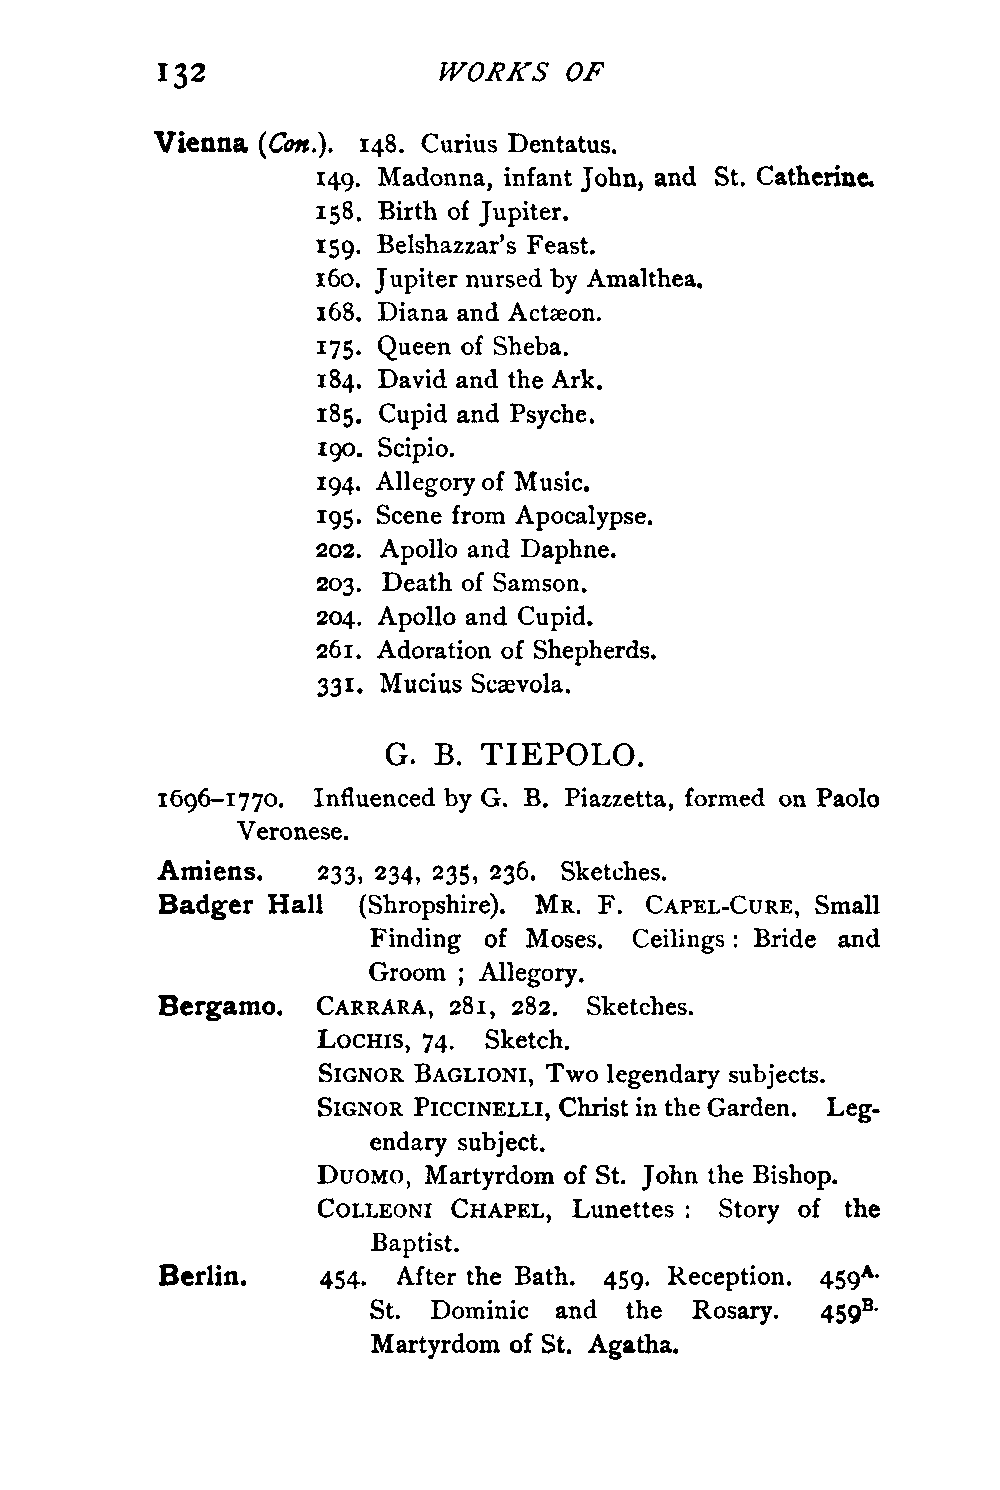 132 WORKS OF
Vienna (Con.). 148. Curius Dentatus.
149. Madonna, infant John, and St. Catherine.
158. Birth of Jupiter.
159. Belshazzar's Feast.
160. Jupiter nursed by Amalthea.
168. Diana and Actæon.
175. Queen of Sheba.
184. David and the Ark.
185. Cupid and Psyche.
190. Scipio.
194. Allegory of Music.
195. Scene from Apocalypse.
202. Apollo and Daphne.
203. Death of Samson.
204. Apollo and Cupid.
261. Adoration of Shepherds.
331. Mucius Scævola.
G. B. TIEPOLO.
1696–1770. Influenced by G. B. Piazzetta, formed on Paolo
Veronese.
Amiens. 233, 234, 235, 236. Sketches.
Badger Hall (Shropshire). MR. F. CAPEL-CURE, Small
Finding of Moses. Ceilings : Bride and
Groom ; Allegory.
Bergamo. CARRARA, 281, 282. Sketches.
LOCHIS, 74. Sketch.
SIGNOR BAGLIONI, Two legendary subjects.
SIGNOR PICCINELLI, Christ in the Garden. Leg-
endary subject.
DUOMO, Martyrdom of St. John the Bishop.
COLLEONI CHAPEL, Lunettes : Story of the
Baptist.
Berlin. 454. After the Bath. 459. Reception. 459A.
St. Dominic and the Rosary. 459B.
Martyrdom of St. Agatha.